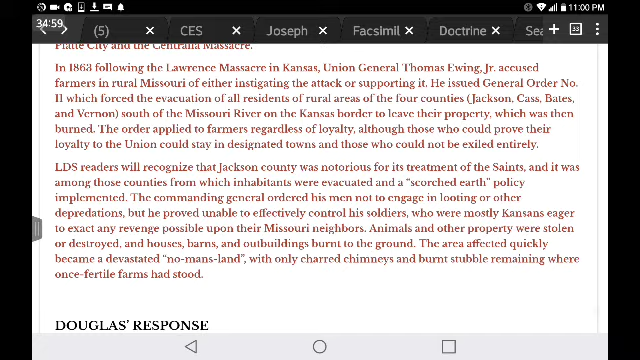 34:59
11:00 PM
(5)
CES
Joseph
Facsimil
Doctrine
Sea
23
Platte City and the Centralia Massacre.
In 1863 following the Lawrence Massacre in Kansas, Union General Thomas Ewing, Jr. accused
farmers in rural Missouri of either instigating the attack or supporting it. He issued General Order No.
11 which forced the evacuation of all residents of rural areas of the four counties (Jackson, Cass, Bates,
and Vernon) south of the Missouri River on the Kansas border to leave their property, which was then
burned. The order applied to farmers regardless of loyalty, although those who could prove their
loyalty to the Union could stay in designated towns and those who could not be exiled entirely.
LDS readers will recognize that Jackson county was notorious for its treatment of the Saints, and it was
among those counties from which inhabitants were evacuated and a “scorched earth” policy
implemented. The commanding general ordered his men not to engage in looting or other
depredations, but he proved unable to effectively control his soldiers, who were mostly Kansans eager
to exact any revenge possible upon their Missouri neighbors. Animals and other property were stolen
or destroyed, and houses, barns, and outbuildings burnt to the ground. The area affected quickly
became a devastated “no-mans-land”, with only charred chimneys and burnt stubble remaining where
once-fertile farms had stood.
DOUGLAS’ RESPONSE